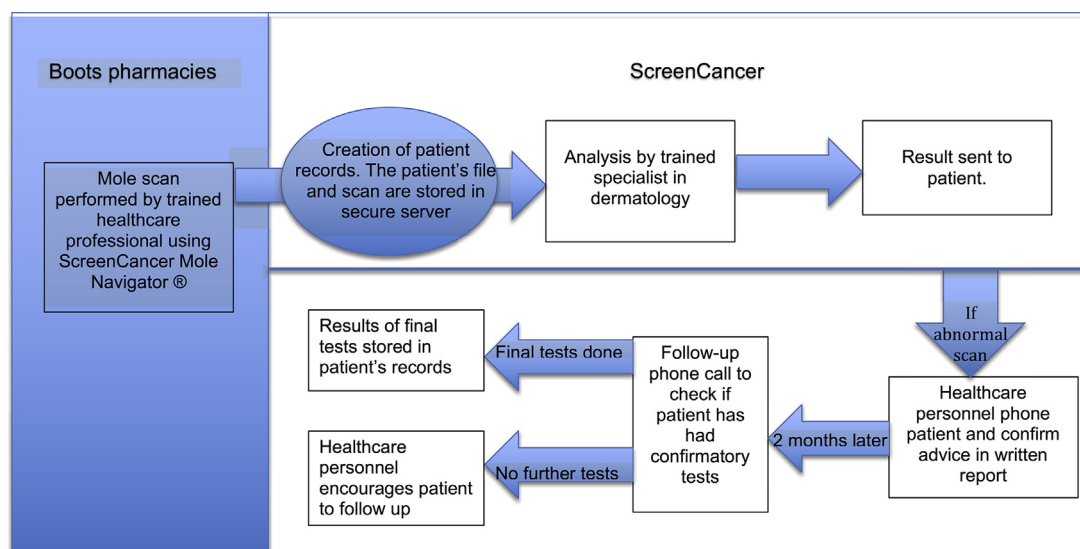 Boots pharmacies
ScreenCancer
Mole scan
performed by trained
healthcare
professional using
ScreenCancer Mole
Navigator ®
Creation of patient
records. The patient’s file
and scan are stored in
secure server
Analysis by trained
specialist in
dermatology
Result sent to
patient.
If
abnormal
scan
Healthcare
personnel phone
patient and confirm
advice in written
report
2 months later
Follow-up
phone call to
check if
patient has
had
confirmatory
tests
Final tests done
Results of final
tests stored in
patient’s records
No further tests
Healthcare
personnel
encourages patient
to follow up